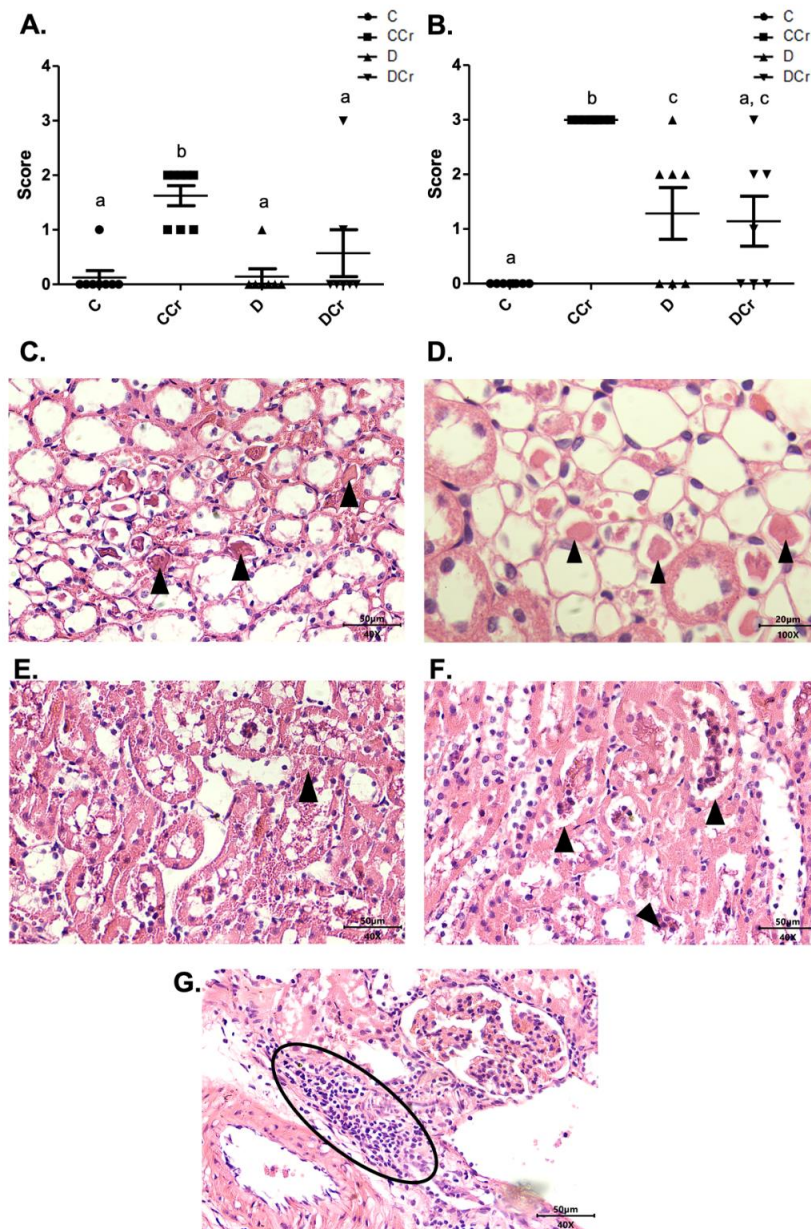 A.
C
CCr
D
DCr
4
3
2
1
0
Score
a
b
a
a
C
CCr
D
DCr
B.
C
CCr
D
DCr
4
3
2
1
0
Score
a
b
c
a, c
C
CCr
D
DCr
C.
50µm
40X
D.
20µm
100X
E.
50µm
40X
F.
50µm
40X
G.
50µm
40X